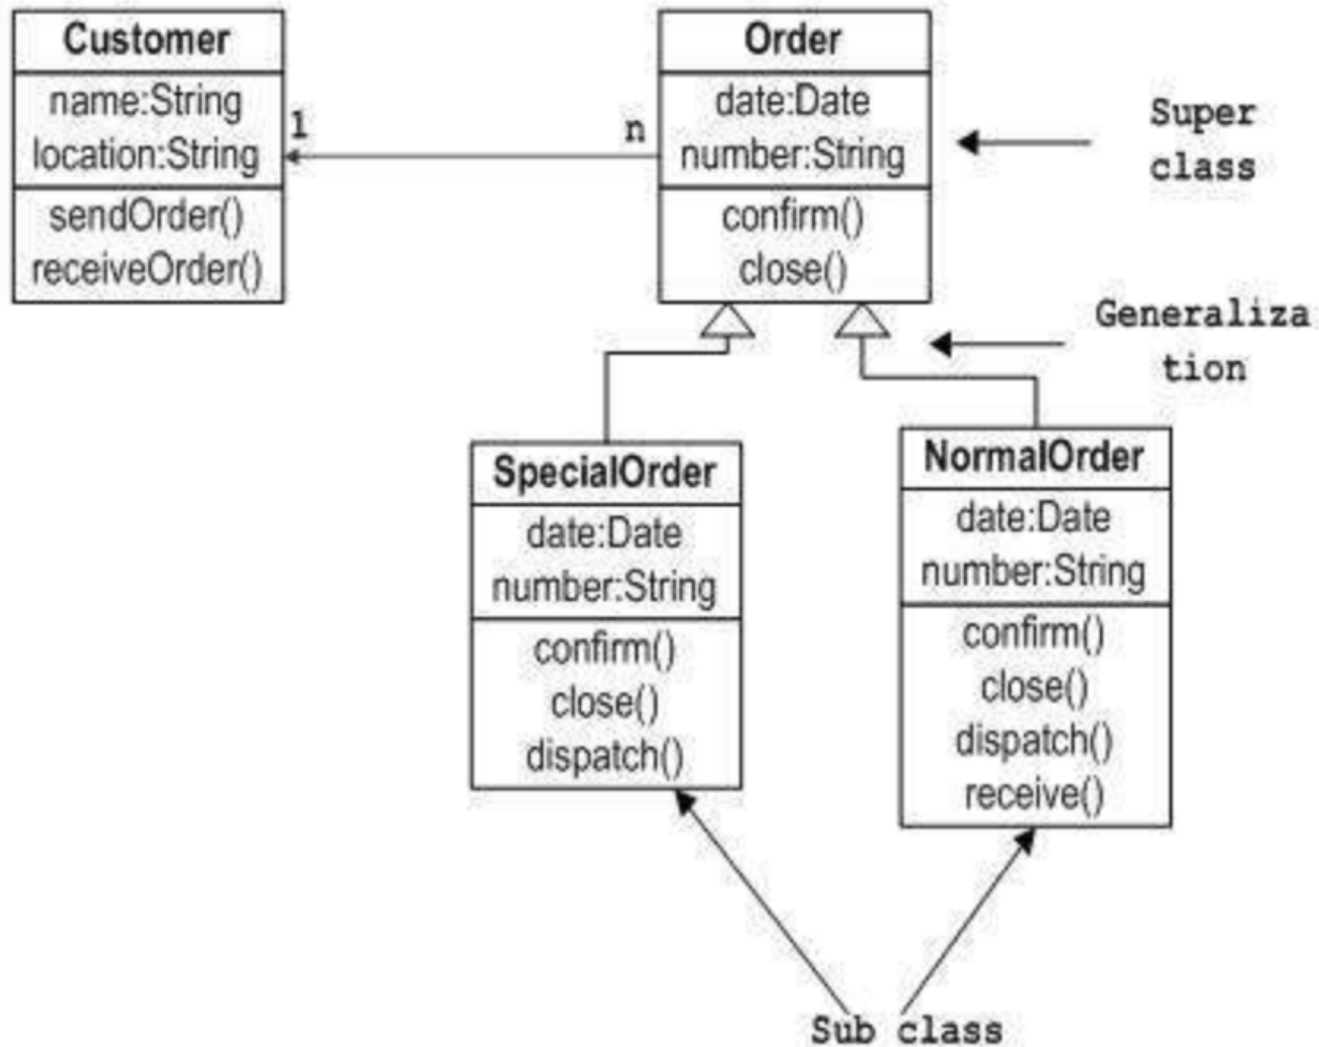 Customer
name:String
location:String
sendOrder()
receiveOrder()
1
n
Order
date:Date
number:String
confirm()
close()
Super
class
Generaliza
tion
SpecialOrder
date:Date
number:String
confirm()
close()
dispatch()
NormalOrder
date:Date
number:String
confirm()
close()
dispatch()
receive()
Sub class